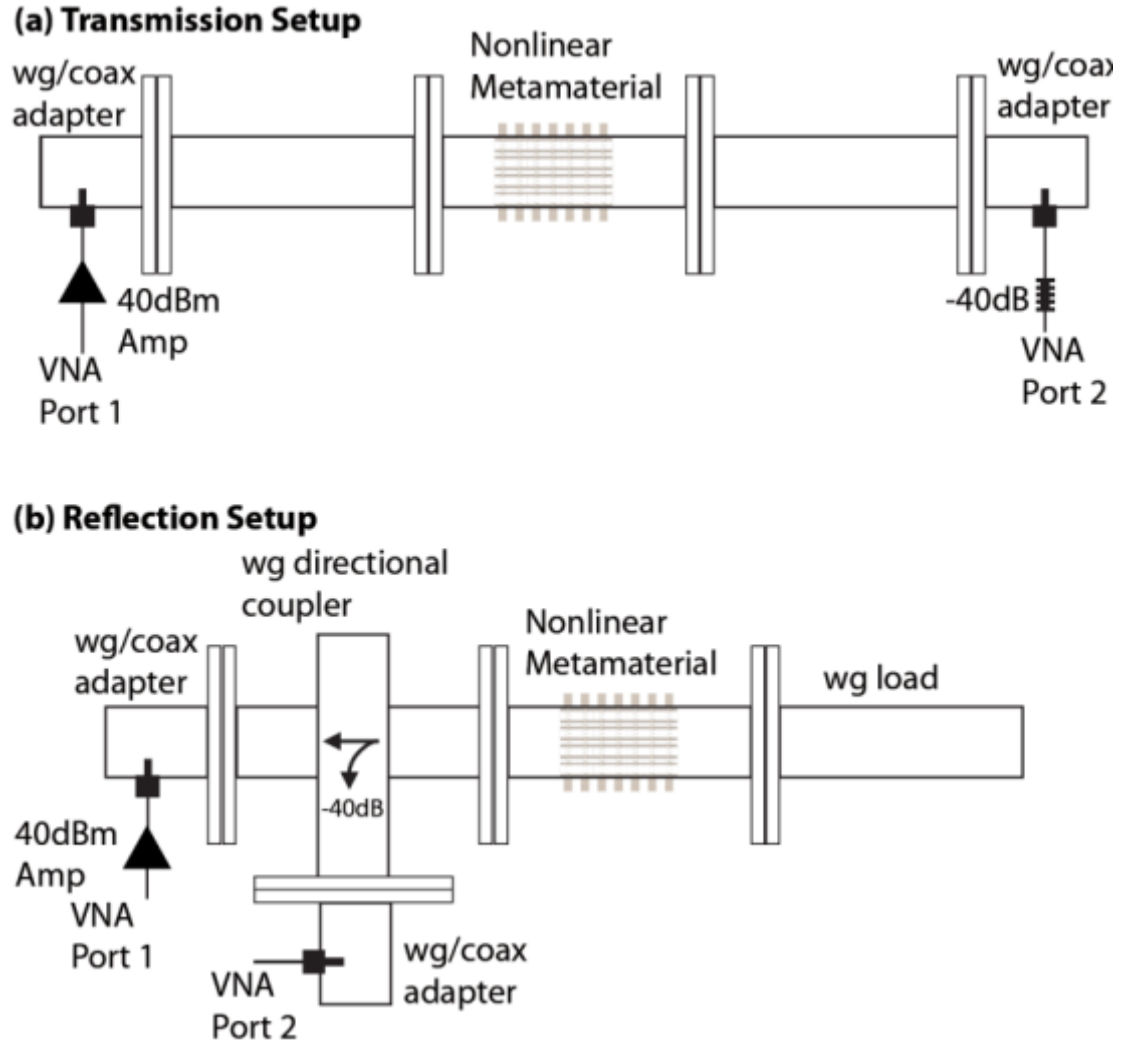 (a) Transmission Setup
wg/coax
adapter
Nonlinear
Metamaterial
wg/coax
adapter
40dBm
Amp
VNA
Port 1
-40dB
VNA
Port 2
(b) Reflection Setup
wg directional
coupler
wg/coax
adapter
Nonlinear
Metamaterial
wg load
-40dB
40dBm
Amp
VNA
Port 1
wg/coax
adapter
VNA
Port 2